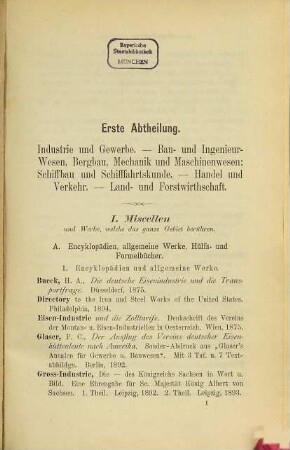 Bayerische
Staatsbibliothek
MÜNCHEN
Erste Abtheilung.
Industrie und Gewerbe. — Bau- und Ingenieur-
Wesen, Bergbau, Mechanik und Maschinenwesen;
Schiffbau und Schifffahrtskunde. — Handel und
Verkehr. — Land- und Forstwirthschaft.
I. Miscellen
und Werke, welche das ganze Gebiet berühren.
A. Encyklopädien, allgemeine Werke, Hülfs- und
Formelbücher.
1. Encyklopädien und allgemeine Werke.
Bueck, H. A., Die deutsche Eisenindustrie und die Trans-
portfrage. Düsseldorf, 1875.
Directory to the Iron and Steel Works of the United States.
Philadelphia, 1894.
Eisen-Industrie und die Zolltarife. Denkschrift des Vereins
der Montan- u. Eisen-Industriellen in Oesterreich. Wien, 1875.
Glaser, F. C., Der Ausflug des Vereins deutscher Eisen-
hüttenleute nach Amerika. Sonder-Abdruck aus „Glaser's
Annalen für Gewerbe u. Bauwesen". Mit 3 Taf. u. 7 Text-
abbildgn. Berlin, 1892.
Gross-Industrie, Die — des Königreichs Sachsen in Wort u.
Bild. Eine Ehrengabe für Se. Majestät König Albert von
Sachsen. 1. Theil. Leipzig, 1892. 2. Theil. Leipzig, 1893.
1